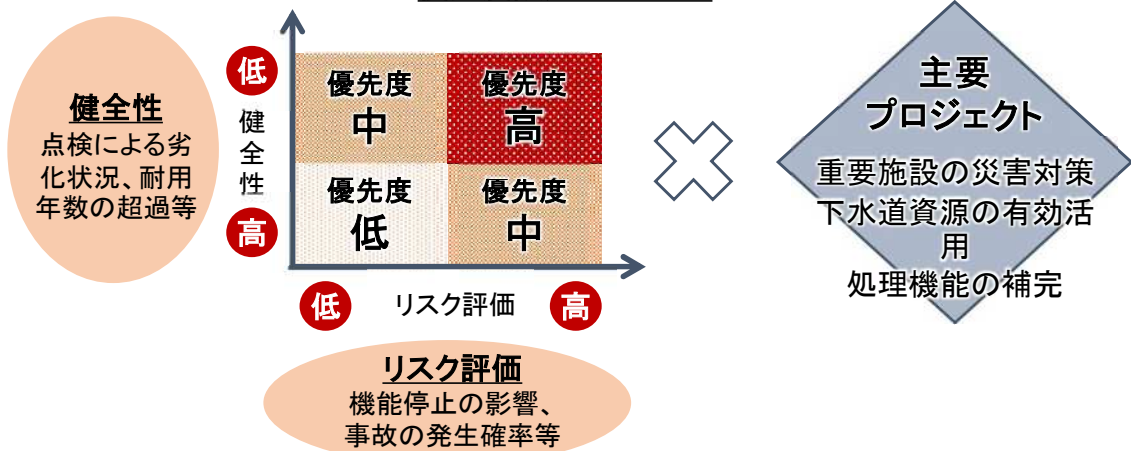 健全性
点検による劣
化状況、耐用
年数の超過等
低
健全性
高
優先度
中
優先度
高
優先度
低
優先度
中
低
リスク評価
高
リスク評価
機能停止の影響、
事故の発生確率等
主要
プロジェクト
重要施設の災害対策
下水道資源の有効活
用
処理機能の補完